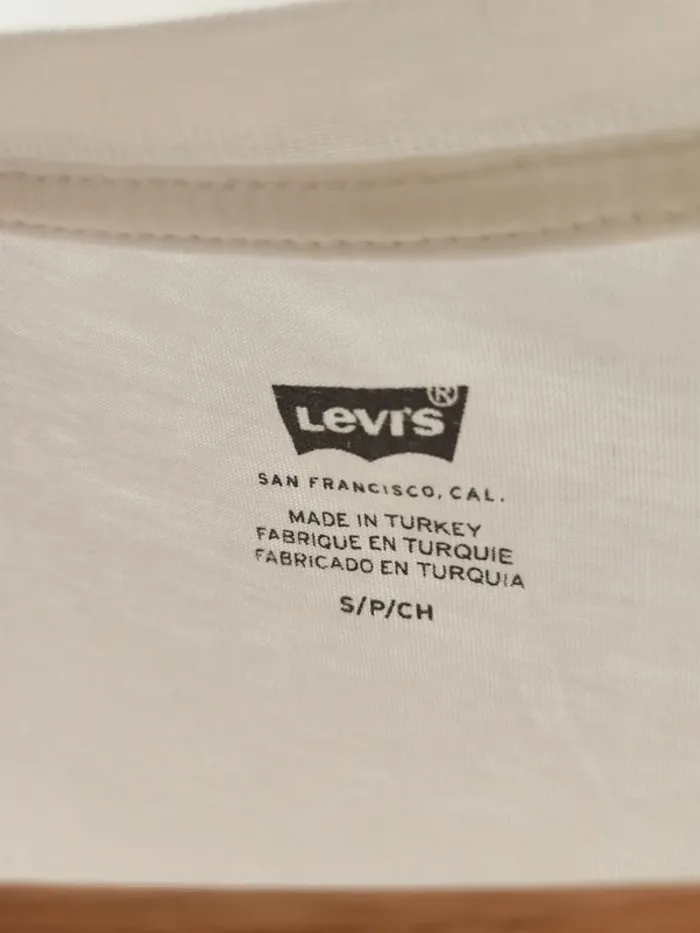 Levi's®
SAN FRANCISCO, CAL.
MADE IN TURKEY
FABRIQUE EN TURQUIE
FABRICADO EN TURQUIA
S/P/CH